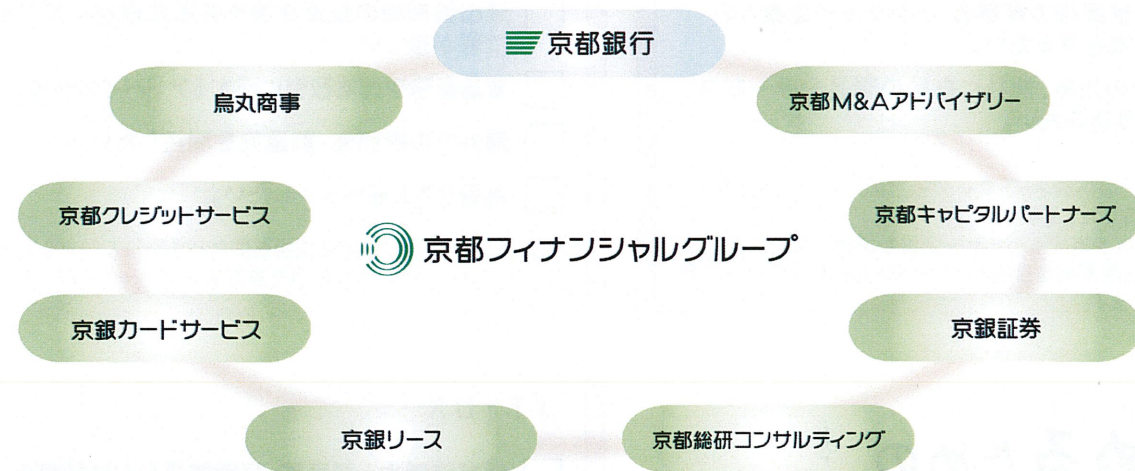 京都銀行
烏丸商事
京都M&Aアドバイザリー
京都クレジットサービス
京都キャピタルパートナーズ
京都フィナンシャルグループ
京銀カードサービス
京銀証券
京銀リース
京都総研コンサルティング